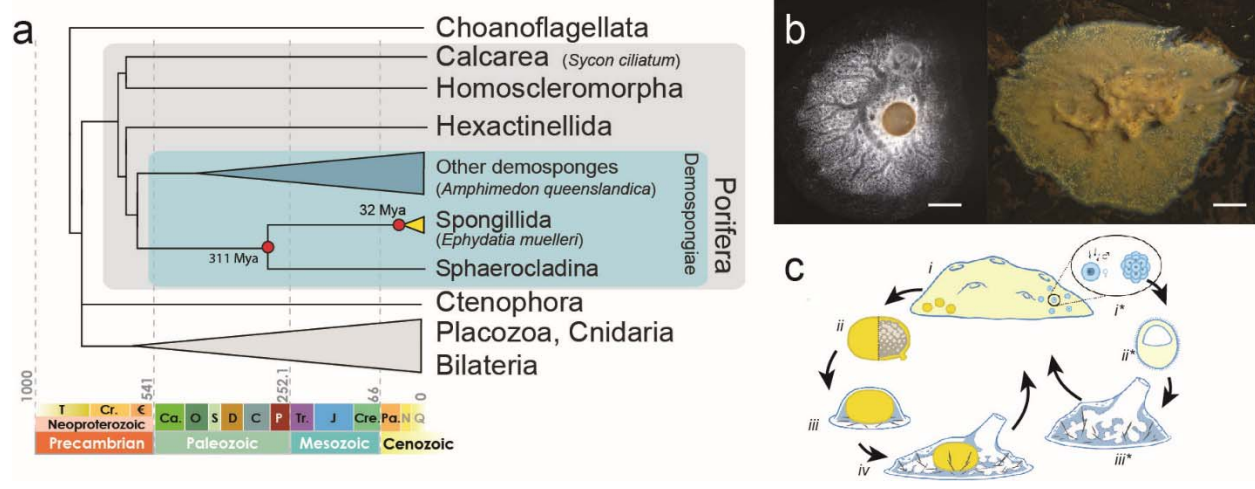 a
Choanoflagellata
Calcarea (Sycon ciliatum)
Homoscleromorpha
Hexactinellida
Other demosponges
(Amphimedon queenslandica)
32 Mya
Spongillida
(Ephydatia muelleri)
311 Mya
Sphaerocladina
Demospongiae
Porifera
Ctenophora
Placozoa, Cnidaria
Bilateria
1000
541
252.1
66
0
T Cr. € Ca. O S D C P Tr. J Cre. Pa. N Q
Neoproterozoic
Precambrian Paleozoic Mesozoic Cenozoic
b
c
i
♂
♀
i*
ii
ii*
iii
iv
iii*